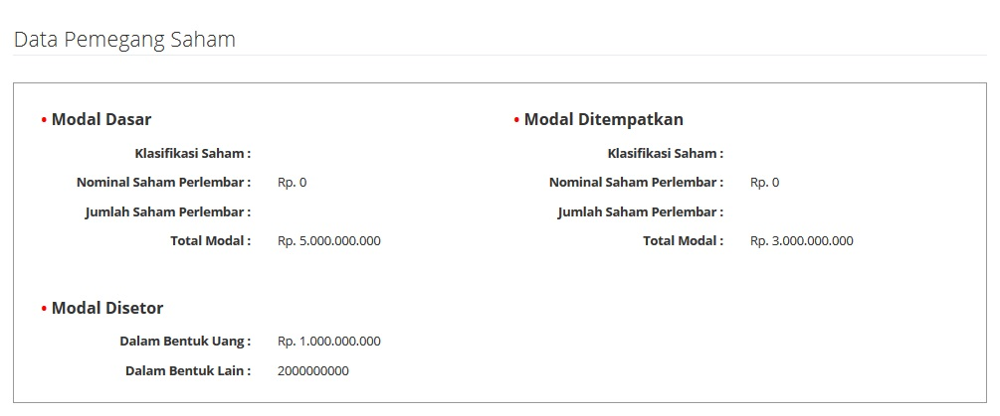 Data Pemegang Saham
• Modal Dasar
Klasifikasi Saham :
Nominal Saham Perlembar : Rp. 0
Jumlah Saham Perlembar :
Total Modal : Rp. 5.000.000.000
• Modal Ditempatkan
Klasifikasi Saham :
Nominal Saham Perlembar : Rp. 0
Jumlah Saham Perlembar :
Total Modal : Rp. 3.000.000.000
• Modal Disetor
Dalam Bentuk Uang : Rp. 1.000.000.000
Dalam Bentuk Lain : 2000000000